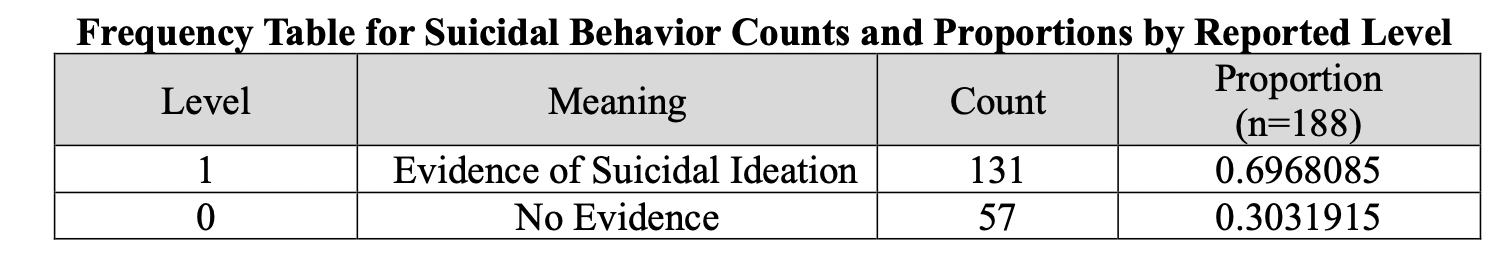 Frequency Table for Suicidal Behavior Counts and Proportions by Reported Level
Level Meaning Count Proportion
(n=188)
1 Evidence of Suicidal Ideation 131 0.6968085
0 No Evidence 57 0.3031915